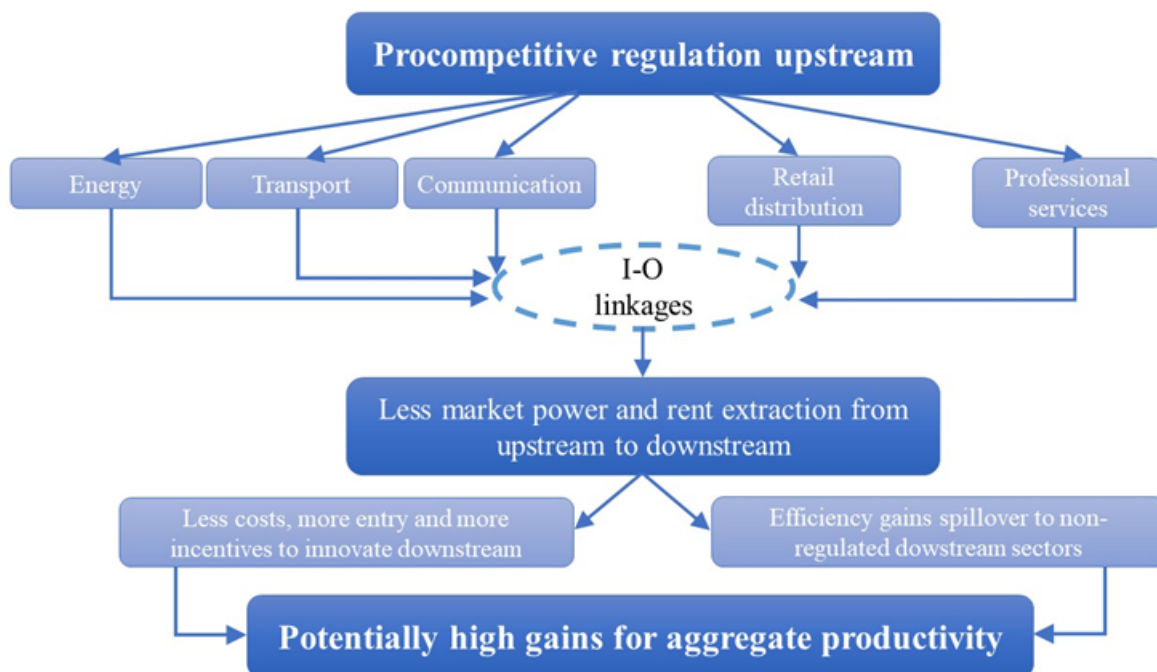 Procompetitive regulation upstream
Energy
Transport
Communication
Retail
distribution
Professional
services
I-O
linkages
Less market power and rent extraction from
upstream to downstream
Less costs, more entry and more
incentives to innovate downstream
Efficiency gains spillover to non-
regulated dowstream sectors
Potentially high gains for aggregate productivity